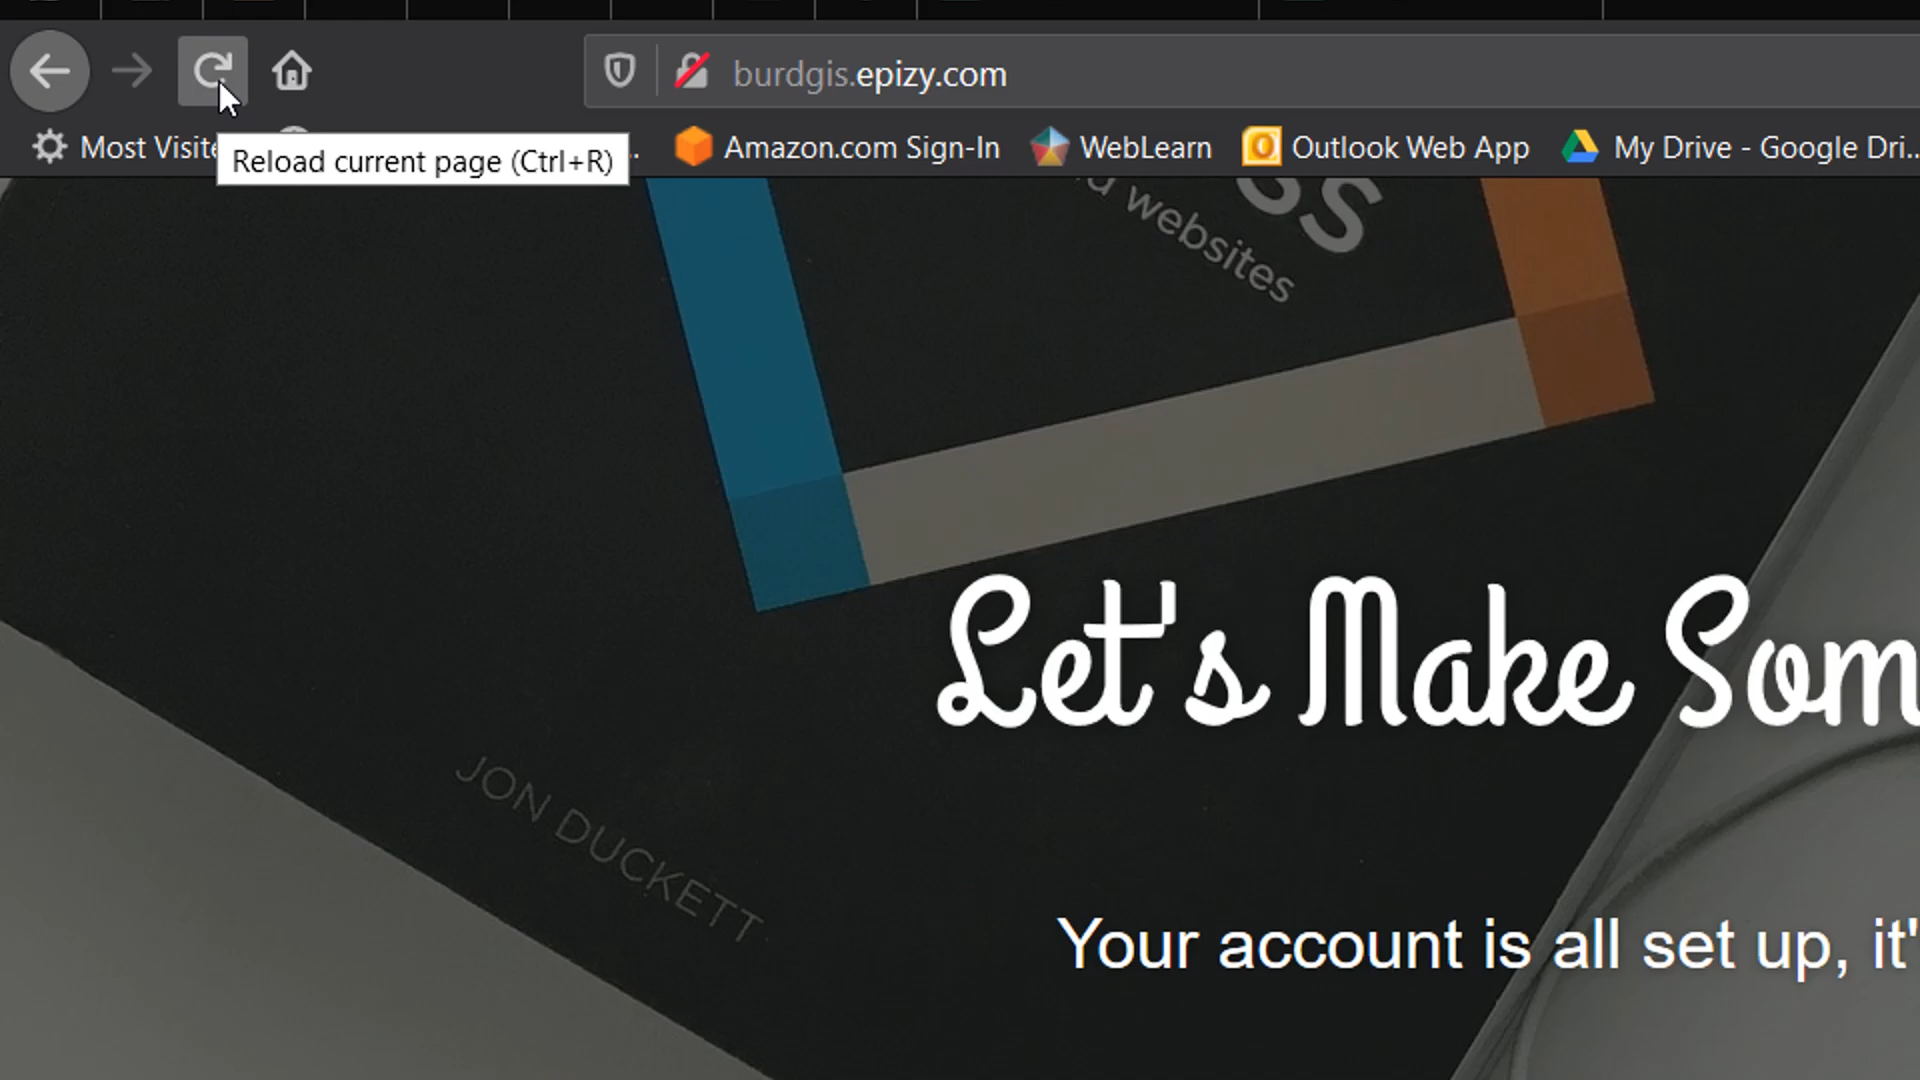 burdgis.epizy.com
Most Visite
Reload current page (Ctrl+R)
Amazon.com Sign-In
WebLearn
Outlook Web App
My Drive - Google Dri...
SS
websites
Let's Make Som
JON DUCKETT
Your account is all set up, it'